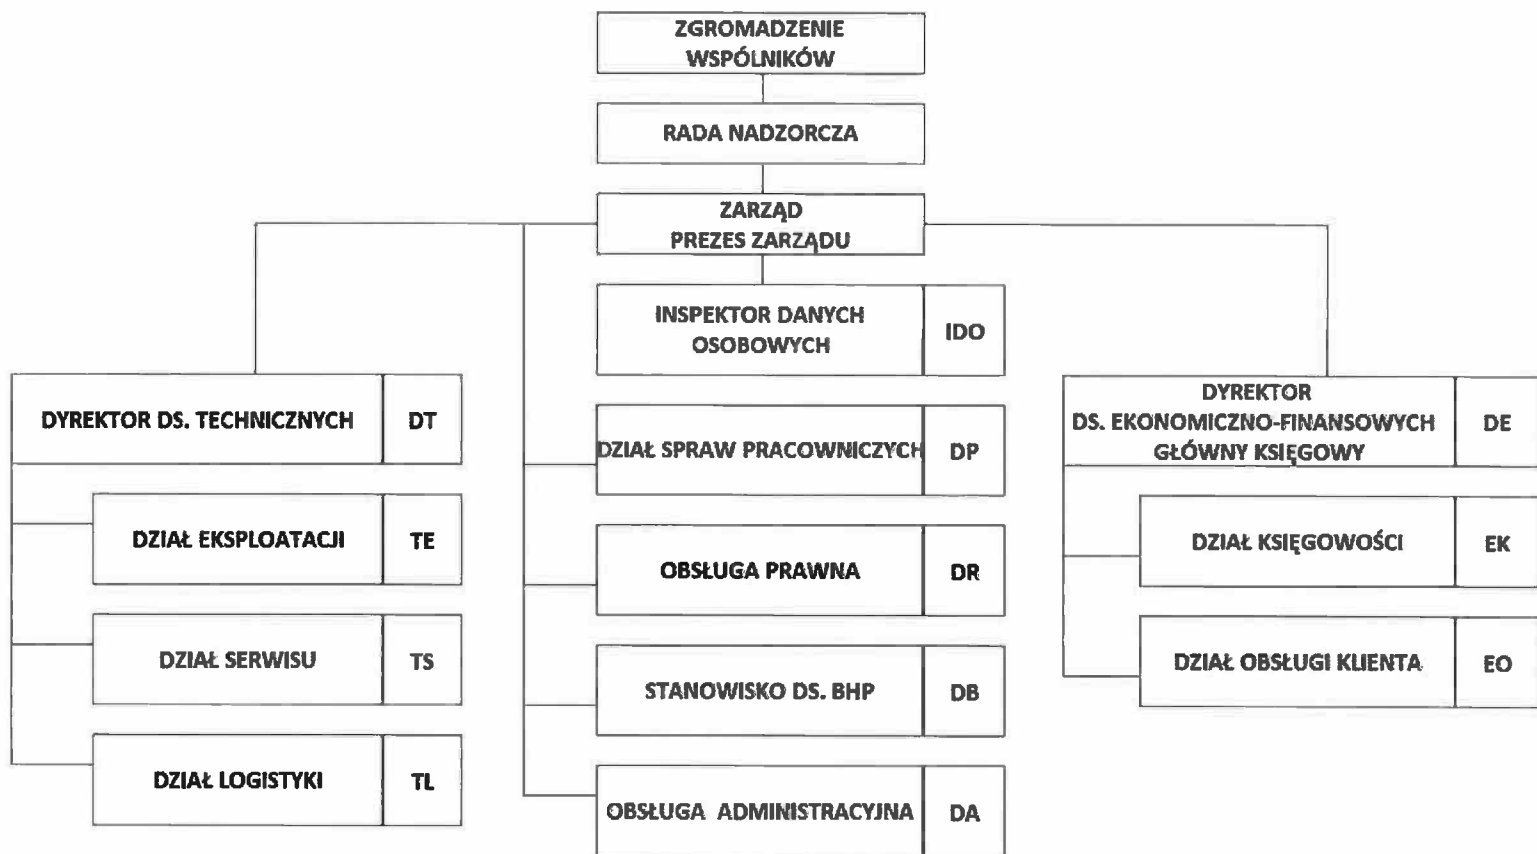 ZGROMADZENIE
WSPÓLNIKÓW
RADA NADZORCZA
ZARZĄD
PREZES ZARZĄDU
INSPEKTOR DANYCH
OSOBOWYCH
IDO
DYREKTOR DS. TECHNICZNYCH
DT
DZIAŁ EKSPLOATACJI
TE
DZIAŁ SERWISU
TS
DZIAŁ LOGISTYKI
TL
DZIAŁ SPRAW PRACOWNICZYCH
DP
OBSŁUGA PRAWNA
DR
STANOWISKO DS. BHP
DB
OBSŁUGA ADMINISTRACYJNA
DA
DYREKTOR
DS. EKONOMICZNO-FINANSOWYCH
GŁÓWNY KSIĘGOWY
DE
DZIAŁ KSIĘGOWOŚCI
EK
DZIAŁ OBSŁUGI KLIENTA
EO